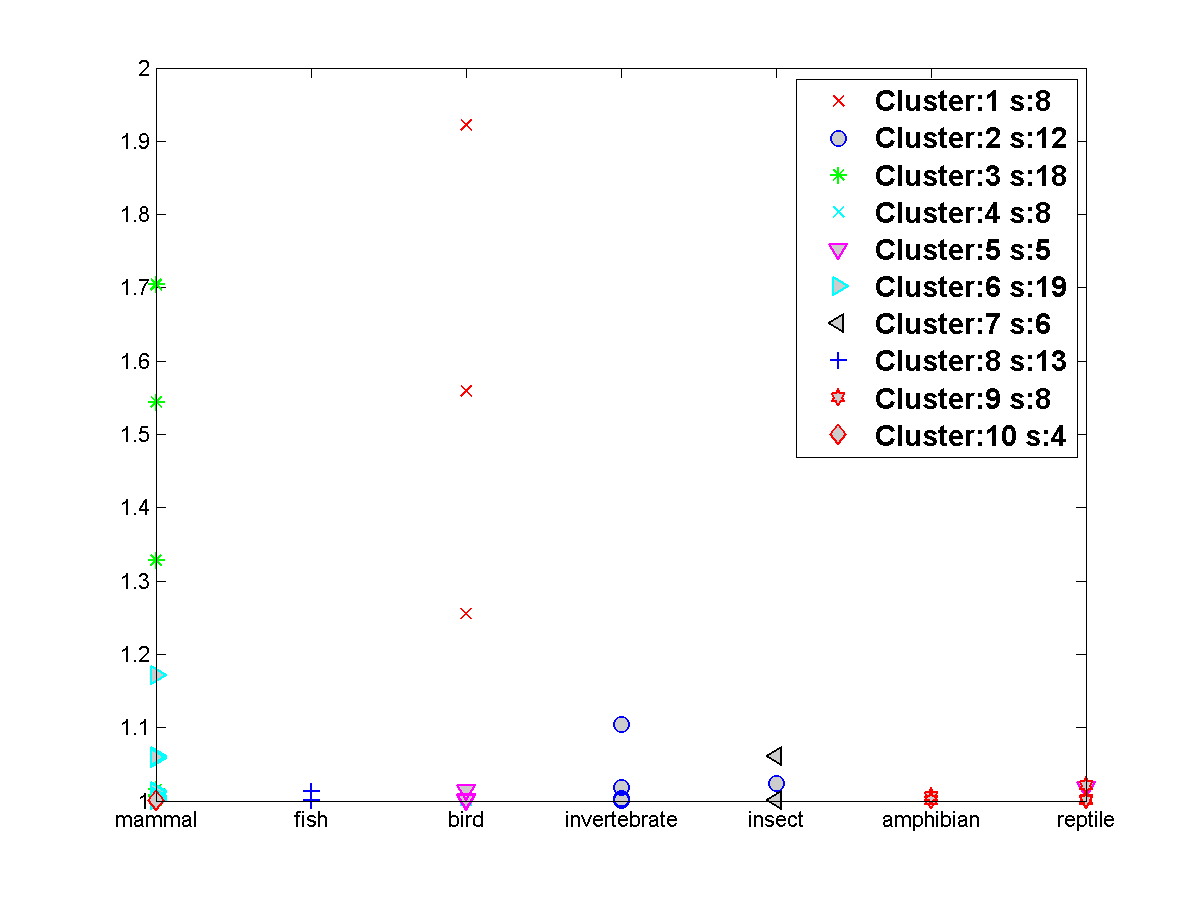 2
1.9
1.8
1.7
1.6
1.5
1.4
1.3
1.2
1.1
1
mammal fish bird invertebrate insect amphibian reptile
Cluster:1 s:8
Cluster:2 s:12
Cluster:3 s:18
Cluster:4 s:8
Cluster:5 s:5
Cluster:6 s:19
Cluster:7 s:6
Cluster:8 s:13
Cluster:9 s:8
Cluster:10 s:4